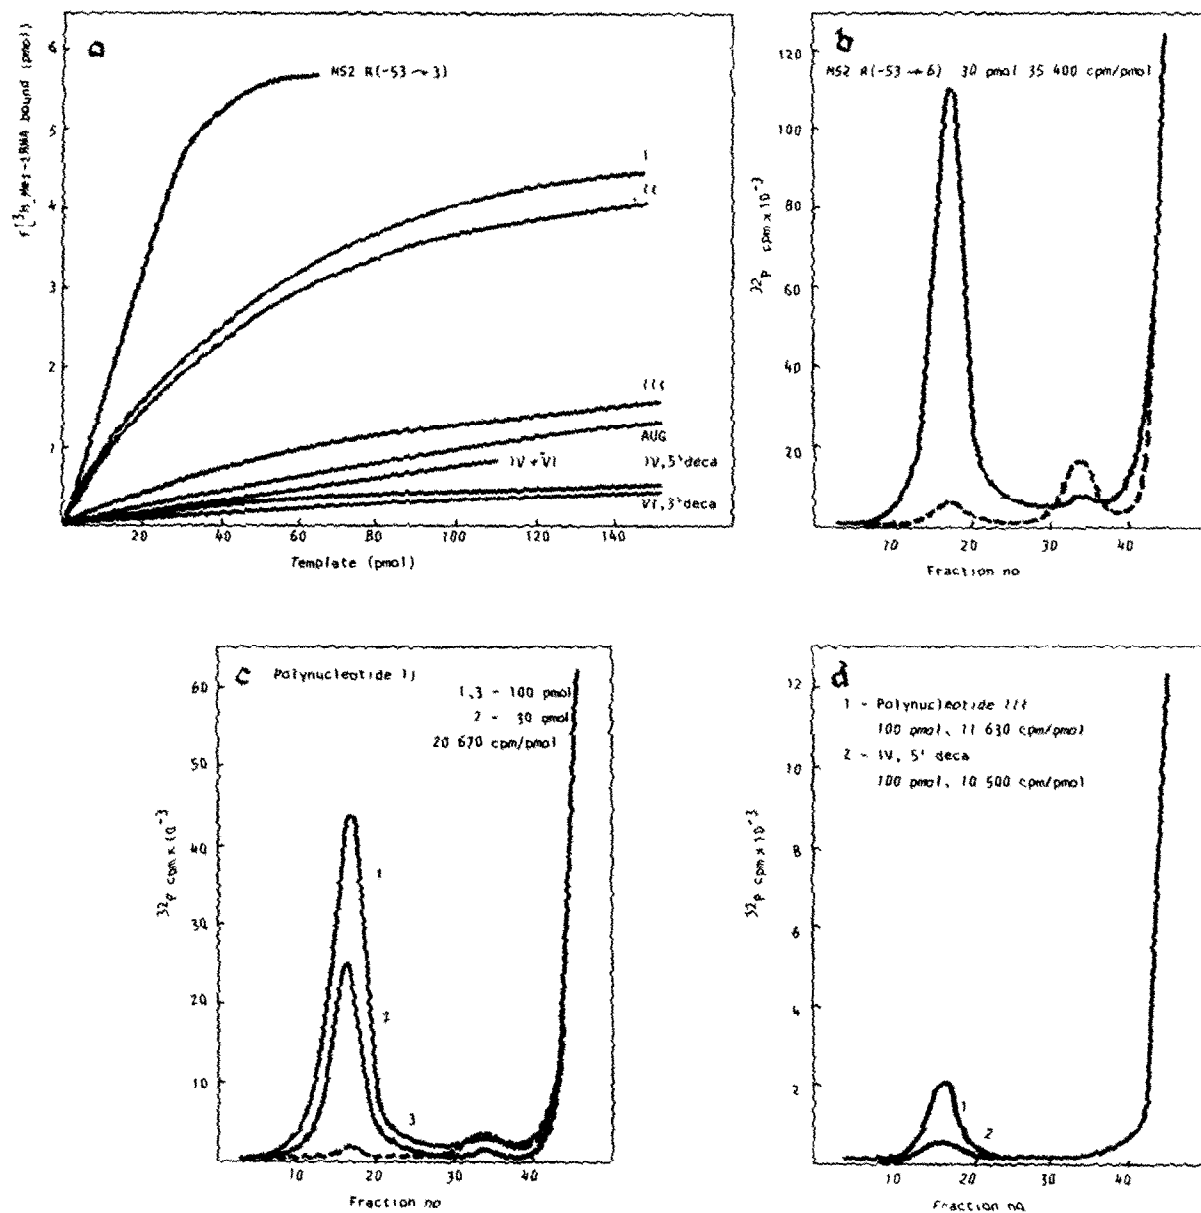 a
MS2 R(-53 → 3)
I
II
III
AUG
IV + VI
IV, 5' deca
VI, 3' deca
6
5
4
3
2
1
20 40 60 80 100 120 140
Template (pmol)
b
MS2 R(-53 → 6) 30 pmol 35 400 cpm/pmol
120
100
80
60
40
20
32p cpm x 10-3
10 20 30 40
Fraction no
c Polynucleotide II
1,3 - 100 pmol
2 - 30 pmol
20 670 cpm/pmol
60
50
40
30
20
10
32p cpm x 10-3
1
2
3
10 20 30 40
Fraction no
d
1 - Polynucleotide III
100 pmol, 11 630 cpm/pmol
2 - IV, 5' deca
100 pmol, 10 500 cpm/pmol
12
10
8
6
4
2
32p cpm x 10-3
1
2
10 20 30 40
Fraction no